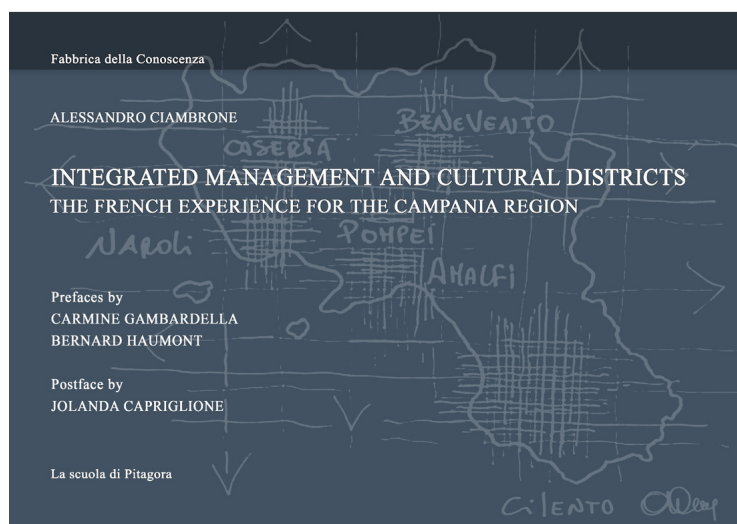 Fabbrica della Conoscenza
ALESSANDRO CIAMBRONE
BENEVENTO
CASERTA
INTEGRATED MANAGEMENT AND CULTURAL DISTRICTS
THE FRENCH EXPERIENCE FOR THE CAMPANIA REGION
NAPOLi
POMPEI
AMALFI
Prefaces by
CARMINE GAMBARDELLA
BERNARD HAUMONT
Postface by
JOLANDA CAPRIGLIONE
La scuola di Pitagora
CiLENTO